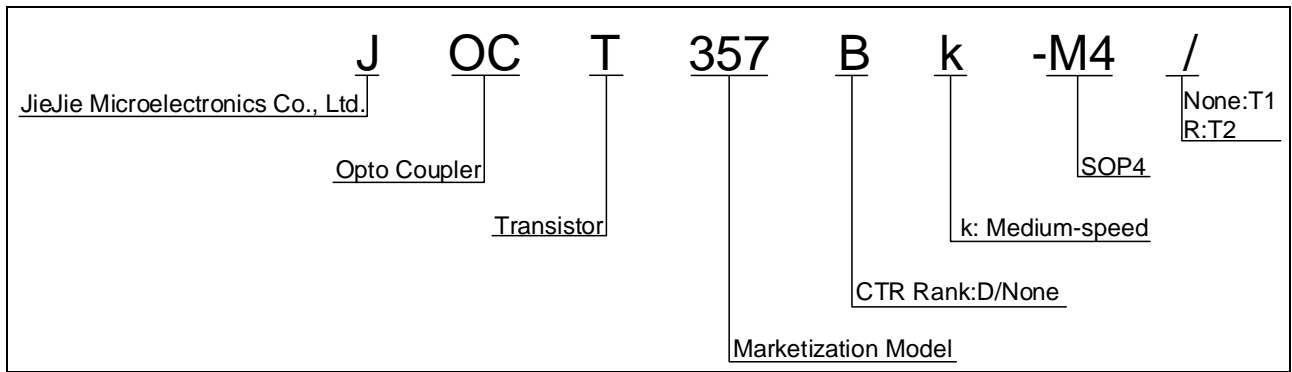 J OC T 357 B k -M4 /
JieJie Microelectronics Co., Ltd.
None:T1
R:T2
Opto Coupler
SOP4
Transistor
k: Medium-speed
CTR Rank:D/None
Marketization Model